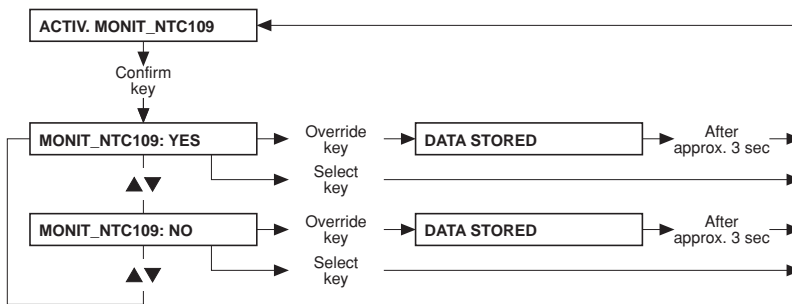 ACTIV. MONIT_NTC109
Confirm
key
MONIT_NTC109: YES
Override
key
DATA STORED
After
approx. 3 sec
Select
key
MONIT_NTC109: NO
Override
key
DATA STORED
After
approx. 3 sec
Select
key